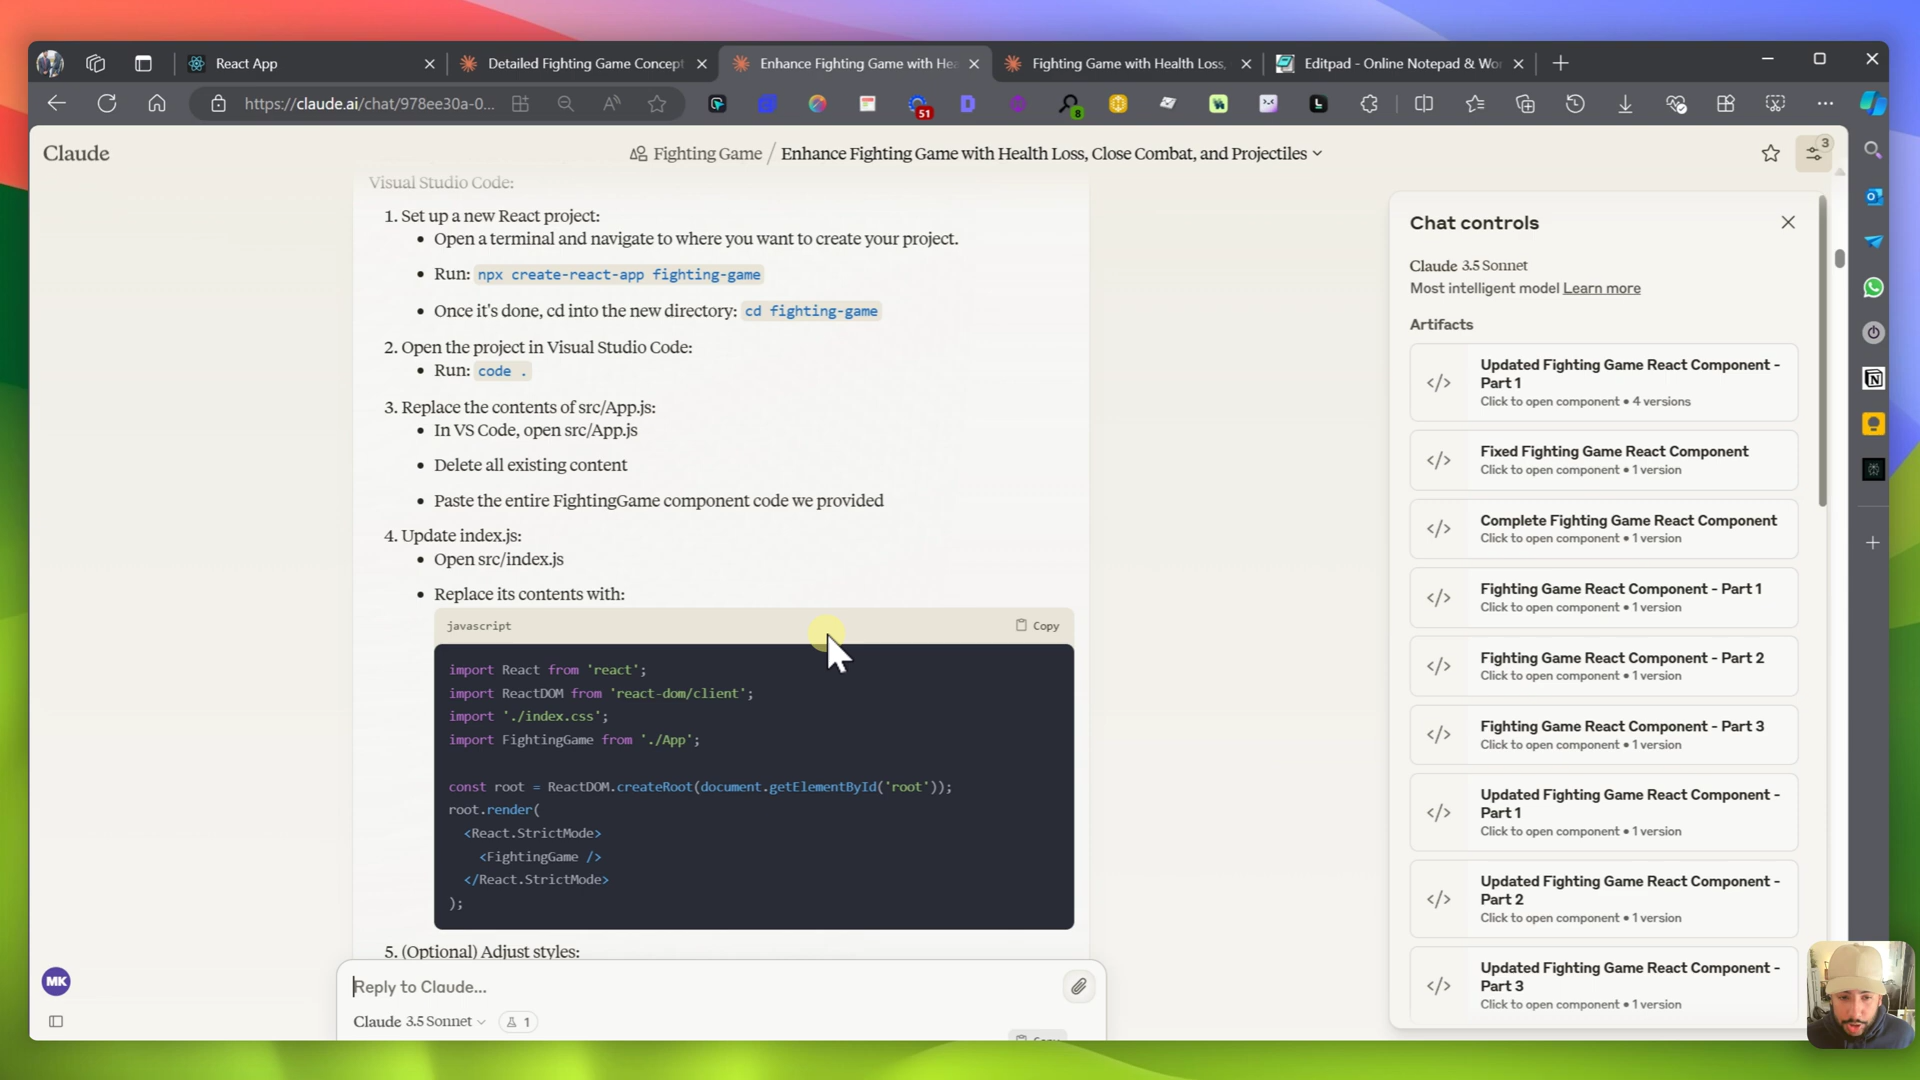 React App
Detailed Fighting Game Concept
Enhance Fighting Game with Hea
Fighting Game with Health Loss,
Editpad - Online Notepad & Wo
https://claude.ai/chat/978ee30a-0...
51
8
Claude
Fighting Game / Enhance Fighting Game with Health Loss, Close Combat, and Projectiles
3
Visual Studio Code:
1. Set up a new React project:
• Open a terminal and navigate to where you want to create your project.
• Run: npx create-react-app fighting-game
• Once it's done, cd into the new directory: cd fighting-game
2. Open the project in Visual Studio Code:
• Run: code .
3. Replace the contents of src/App.js:
• In VS Code, open src/App.js
• Delete all existing content
• Paste the entire FightingGame component code we provided
4. Update index.js:
• Open src/index.js
• Replace its contents with:
javascript
Copy
import React from 'react';
import ReactDOM from 'react-dom/client';
import './index.css';
import FightingGame from './App';
const root = ReactDOM.createRoot(document.getElementById('root'));
root.render(
<React.StrictMode>
<FightingGame />
</React.StrictMode>
);
5. (Optional) Adjust styles:
Reply to Claude...
Claude 3.5 Sonnet
1
MK
Chat controls
Claude 3.5 Sonnet
Most intelligent model Learn more
Artifacts
Updated Fighting Game React Component -
Part 1
Click to open component • 4 versions
Fixed Fighting Game React Component
Click to open component • 1 version
Complete Fighting Game React Component
Click to open component • 1 version
Fighting Game React Component - Part 1
Click to open component • 1 version
Fighting Game React Component - Part 2
Click to open component • 1 version
Fighting Game React Component - Part 3
Click to open component • 1 version
Updated Fighting Game React Component -
Part 1
Click to open component • 1 version
Updated Fighting Game React Component -
Part 2
Click to open component • 1 version
Updated Fighting Game React Component -
Part 3
Click to open component • 1 version